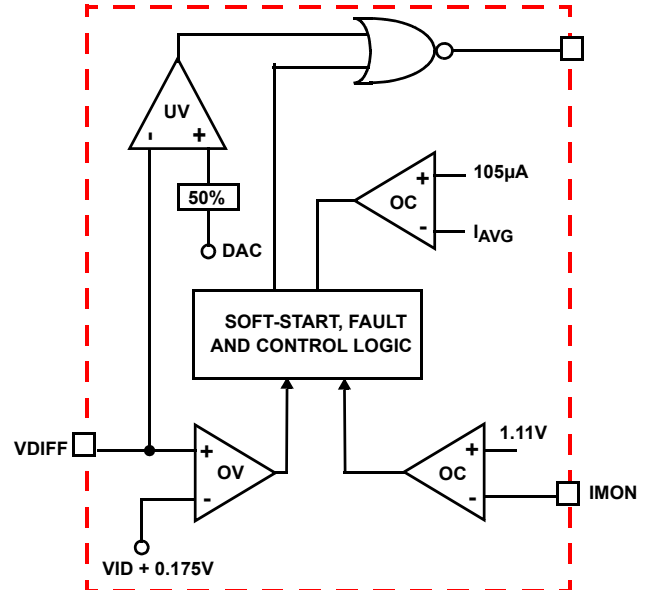 UV
- +
50%
DAC
+ 105µA
OC
- IAVG
SOFT-START, FAULT
AND CONTROL LOGIC
VDIFF
+
OV
-
VID + 0.175V
1.11V
+
OC
-
IMON